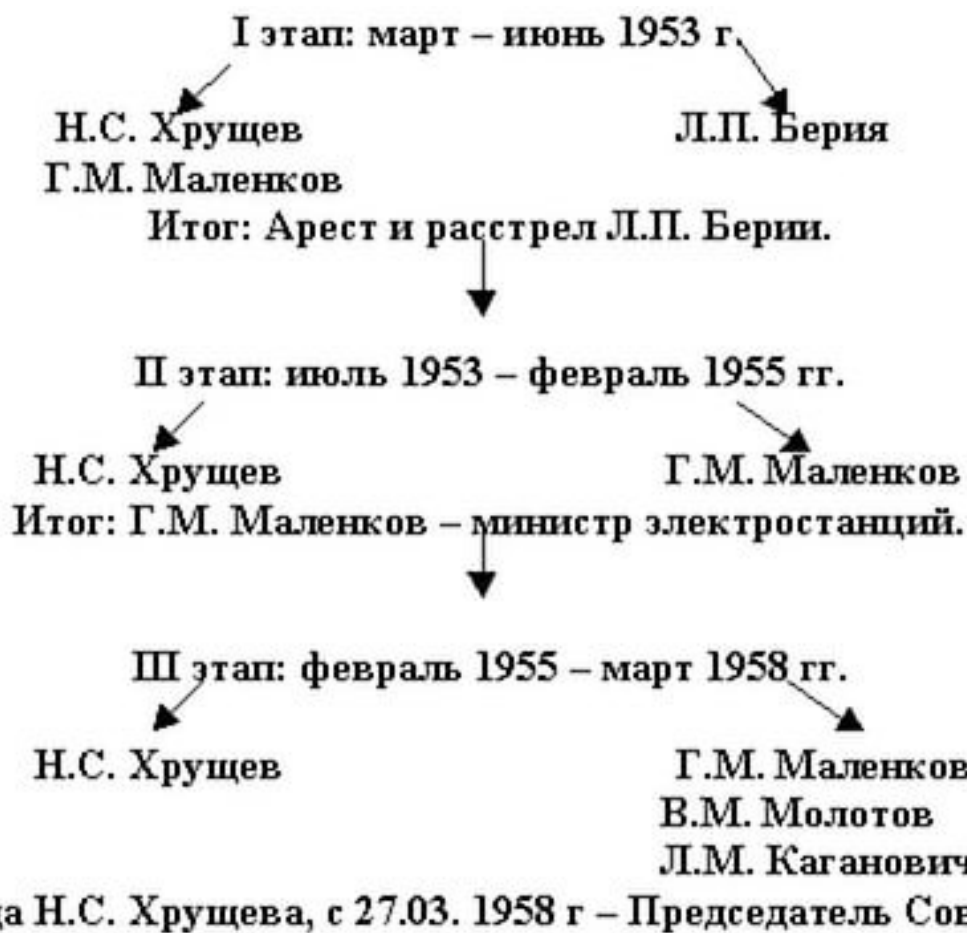 I этап: март – июнь 1953 г.
Н.С. Хрущев Л.П. Берия
Г.М. Маленков
Итог: Арест и расстрел Л.П. Берии.
II этап: июль 1953 – февраль 1955 гг.
Н.С. Хрущев Г.М. Маленков
Итог: Г.М. Маленков – министр электростанций.
III этап: февраль 1955 – март 1958 гг.
Н.С. Хрущев Г.М. Маленков
В.М. Молотов
Л.М. Каганович
да Н.С. Хрущева, с 27.03. 1958 г – Председатель Сов